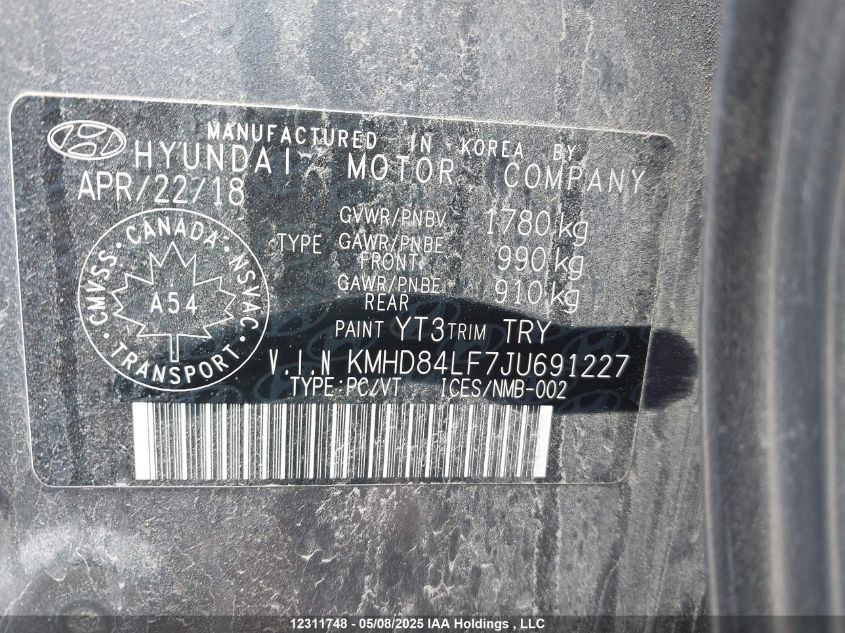 MANUFACTURED IN KOREA BY
HYUNDAI MOTOR COMPANY
APR/22/18
GVWR/PNBV 1780 kg
TYPE GAWR/PNBE FRONT 990 kg
GAWR/PNBE REAR 910 kg
CMVSS · CANADA · NSVAC
A54
TRANSPORT
PAINT YT3 TRIM TRY
V.I.N KMHD84LF7JU691227
TYPE:PC/VT ICES/NMB-002
12311748 - 05/08/2025 IAA Holdings , LLC